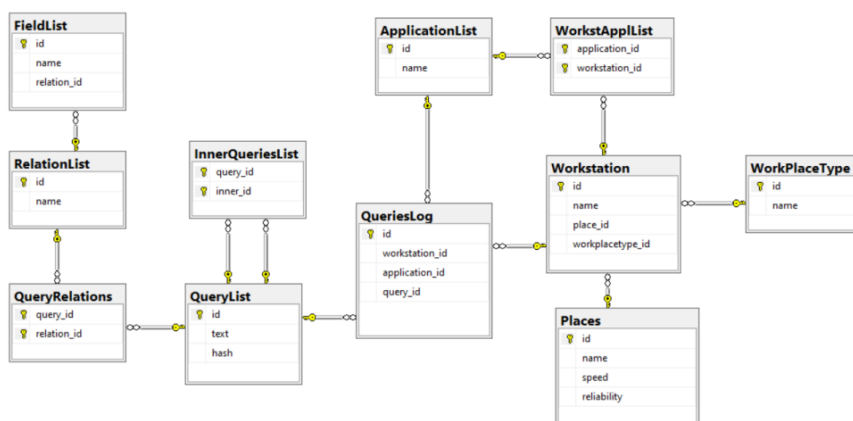 FieldList
id
name
relation_id
RelationList
id
name
QueryRelations
query_id
relation_id
InnerQueriesList
query_id
inner_id
QueryList
id
text
hash
ApplicationList
id
name
QueriesLog
id
workstation_id
application_id
query_id
WorkstApplList
application_id
workstation_id
Workstation
id
name
place_id
workplacetype_id
WorkPlaceType
id
name
Places
id
name
speed
reliability